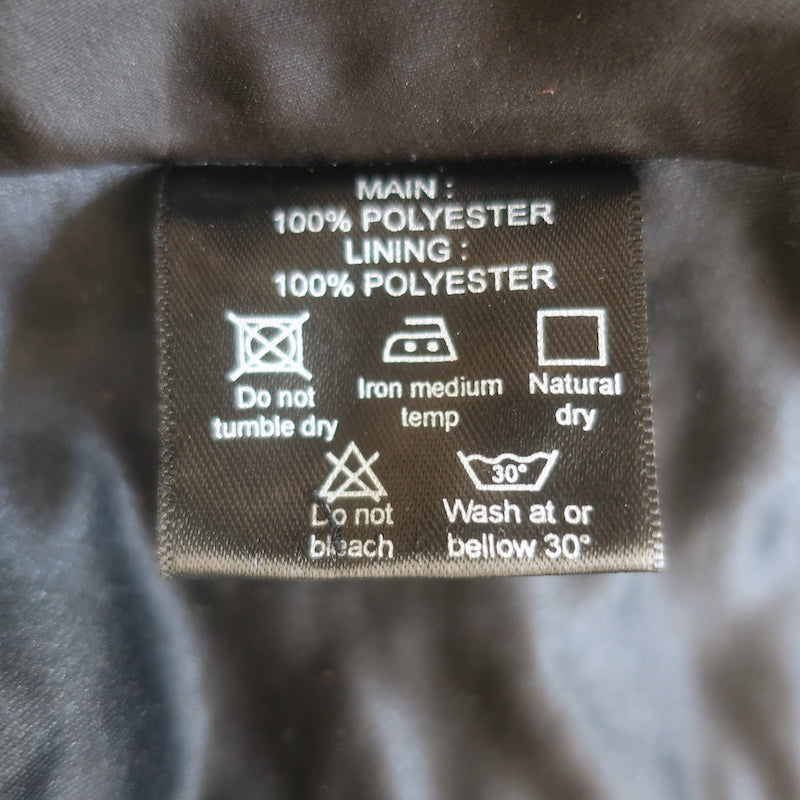 MAIN :
100% POLYESTER
LINING :
100% POLYESTER
Do not
tumble dry
Iron medium
temp
Natural
dry
30°
Do not
bleach
Wash at or
bellow 30°